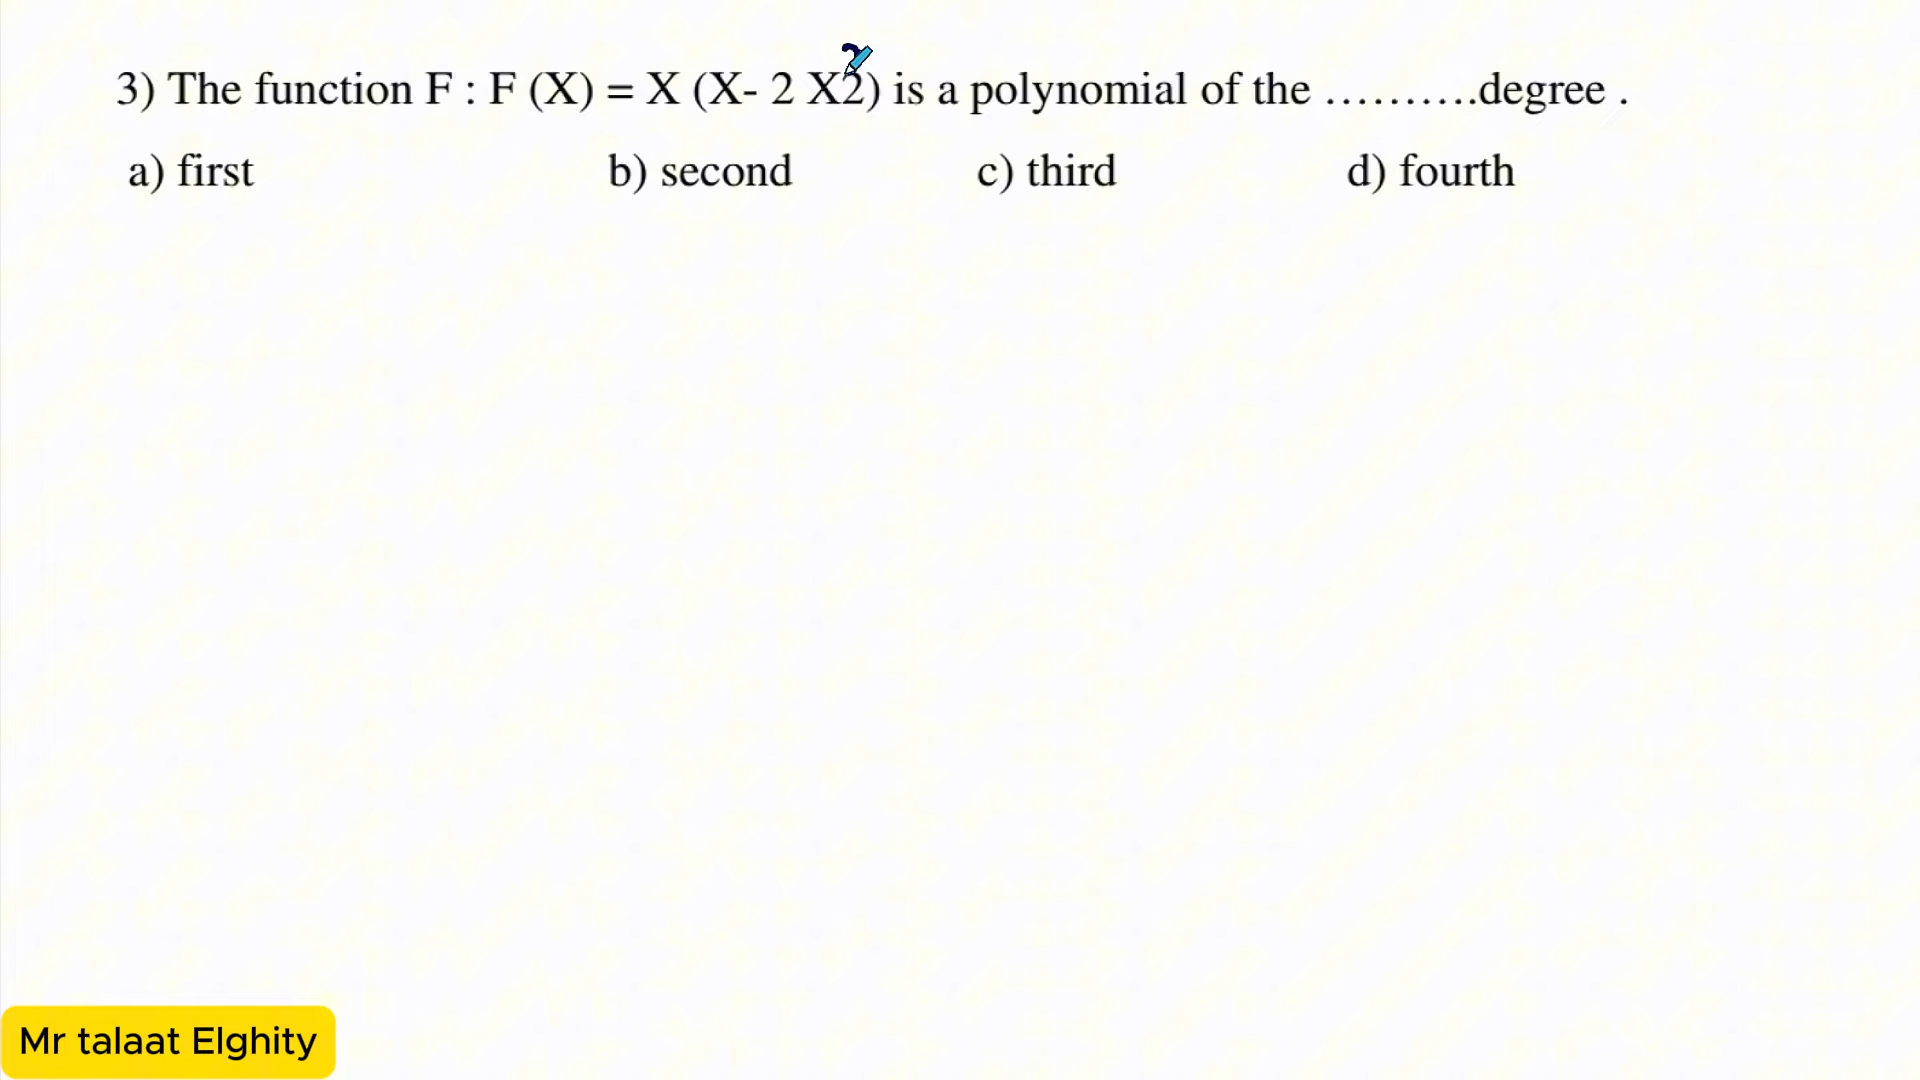 3) The function F : F (X) = X (X- 2 X2) is a polynomial of the ……….degree .
a) first b) second c) third d) fourth
Mr talaat Elghity